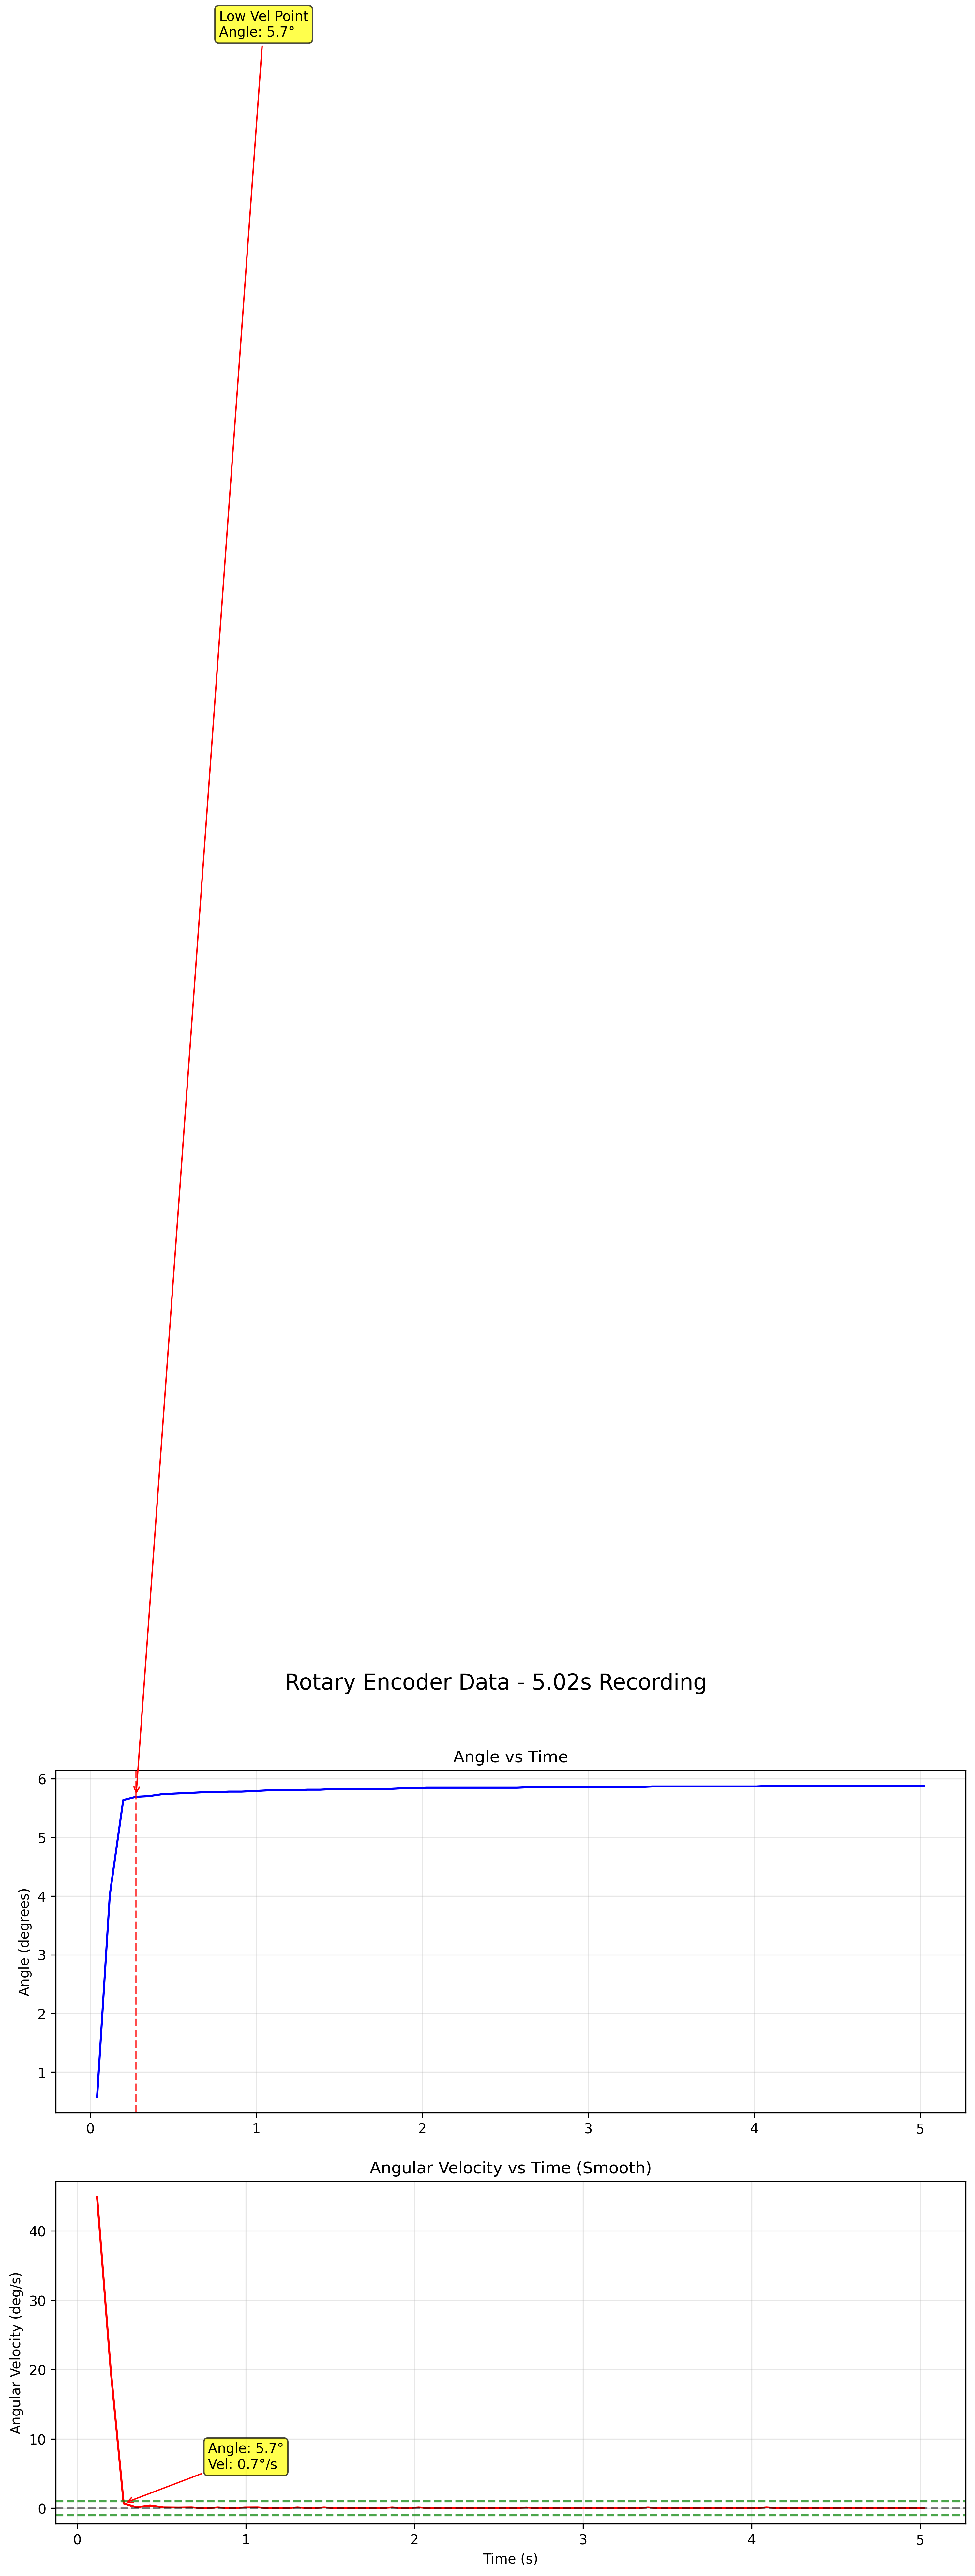 Low Vel Point
Angle: 5.7°
Rotary Encoder Data - 5.02s Recording
Angle vs Time
Angle (degrees)
6
5
4
3
2
1
0 1 2 3 4 5
Angular Velocity vs Time (Smooth)
Angular Velocity (deg/s)
40
30
20
10
0
Angle: 5.7°
Vel: 0.7°/s
0 1 2 3 4 5
Time (s)